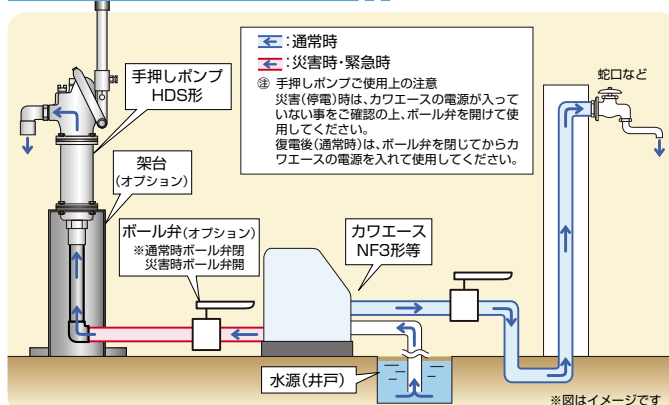 :通常時
:災害時・緊急時
㊟ 手押しポンプご使用上の注意
災害(停電)時は、カワエースの電源が入って
いない事をご確認の上、ボール弁を開けて使
用してください。
復電後(通常時)は、ボール弁を閉じてからカ
ワエースの電源を入れて使用してください。
手押しポンプ
HDS形
蛇口など
架台
(オプション)
ボール弁(オプション)
※通常時ボール弁閉
災害時ボール弁開
カワエース
NF3形等
水源(井戸)
※図はイメージです